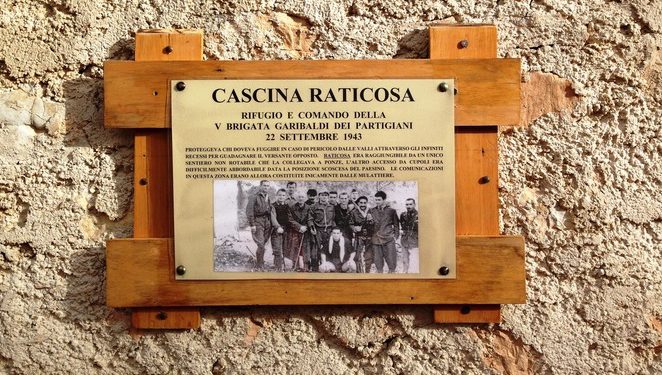 CASCINA RATICOSA
RIFUGIO E COMANDO DELLA
V BRIGATA GARIBALDI DEI PARTIGIANI
22 SETTEMBRE 1943
PROTEGGEVA CHI DOVEVA FUGGIRE IN CASO DI PERICOLO DALLE VALLI ATTRAVERSO GLI INFINITI
RECESSI PER GUADAGNARE IL VERSANTE OPPOSTO. RATICOSA ERA RAGGIUNGIBILE DA UN UNICO
SENTIERO NON ROTABILE CHE LA COLLEGAVA A PONZE, L'ALTRO ACCESSO DA CUPOLI ERA
DIFFICILMENTE ABBORDABILE DATA LA POSIZIONE SCOSCESA DEL PAESINO. LE COMUNICAZIONI
IN QUESTA ZONA ERANO ALLORA COSTITUITE INICAMENTE DALLE MULATTIERE.